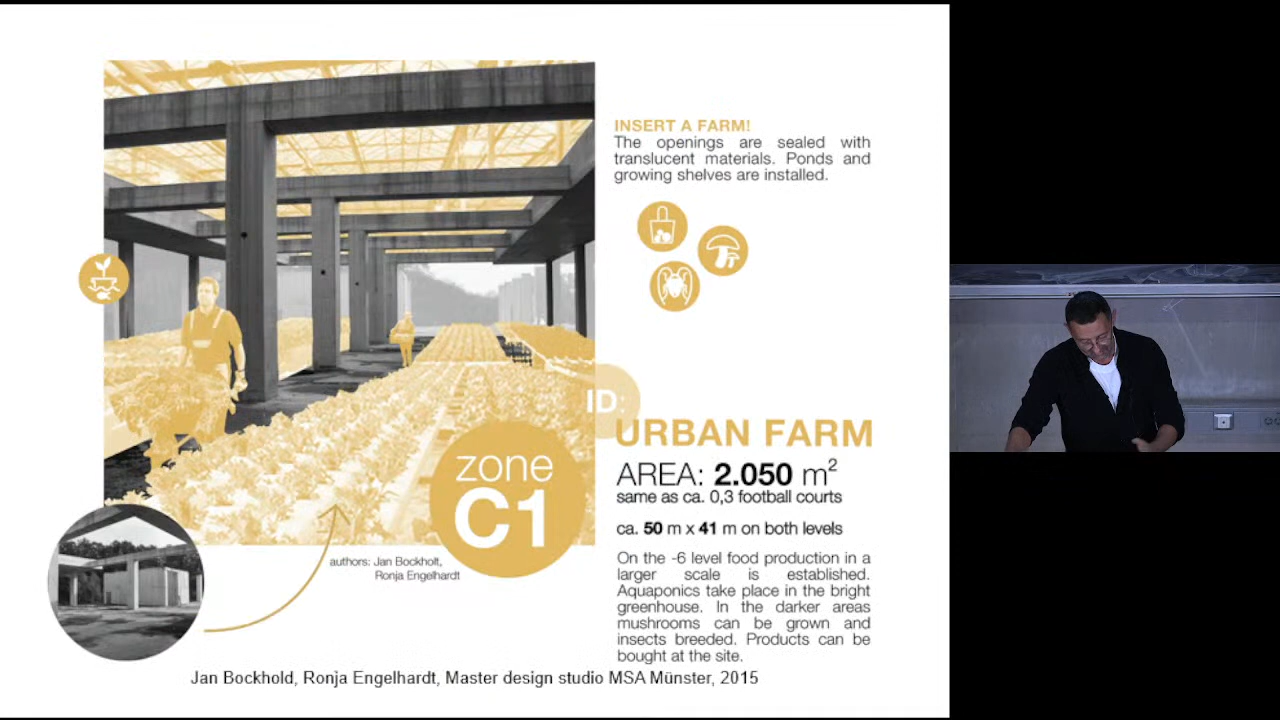 INSERT A FARM!
The openings are sealed with
translucent materials. Ponds and
growing shelves are installed.
ID:
URBAN FARM
AREA: 2.050 m²
same as ca. 0,3 football courts
ca. 50 m x 41 m on both levels
On the -6 level food production in a
larger scale is established.
Aquaponics take place in the bright
greenhouse. In the darker areas
mushrooms can be grown and
insects breeded. Products can be
bought at the site.
zone
C1
authors: Jan Bockholt,
Ronja Engelhardt
Jan Bockhold, Ronja Engelhardt, Master design studio MSA Münster, 2015